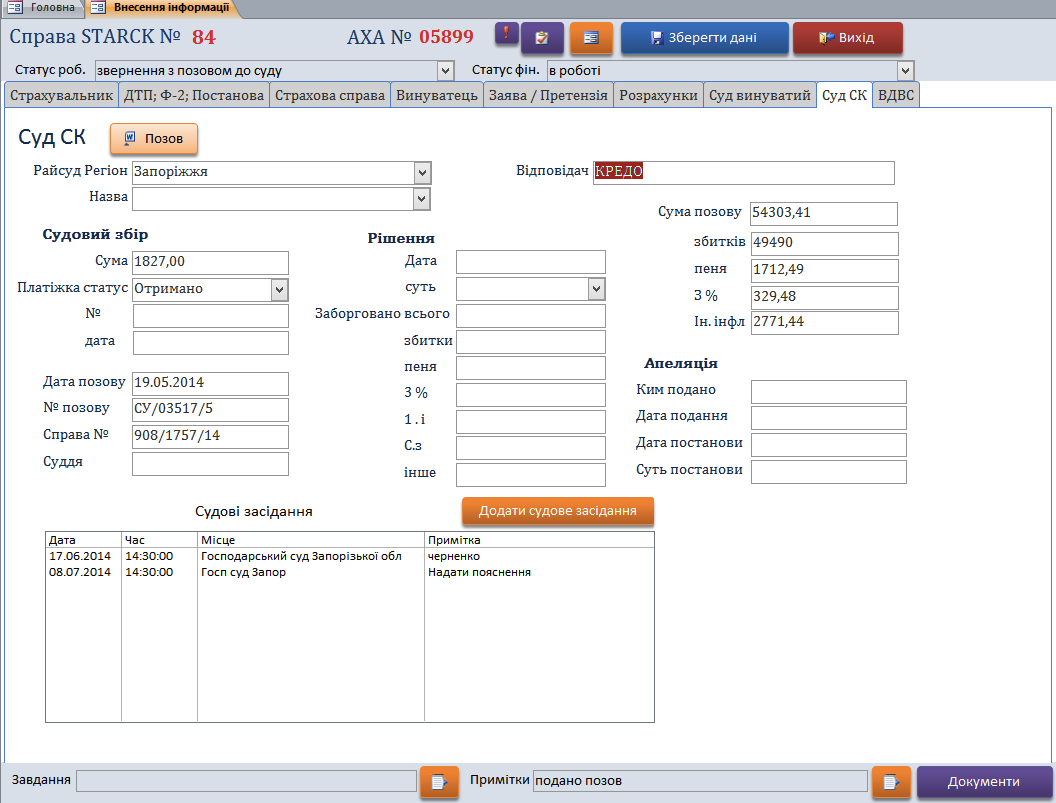 Головна Внесення інформації
Справа STARCK № 84 АХА № 05899 ! Зберегти дані Вихід
Статус роб. звернення з позовом до суду Статус фін. в роботі
Страхувальник ДТП; Ф-2; Постанова Страхова справа Винуватець Заява / Претензія Розрахунки Суд винуватий Суд СК ВДВС
Суд СК Позов
Райсуд Регіон Запоріжжя Відповідач КРЕДО
Назва
Сума позову 54303,41
Судовий збір Рішення
збитків 49490
Сума 1827,00 Дата
пеня 1712,49
Платіжка статус Отримано суть
3 % 329,48
№ Заборговано всього
Ін. інфл 2771,44
дата збитки
Апеляція
пеня
Дата позову 19.05.2014
3 % Ким подано
№ позову СУ/03517/5
1 . і Дата подання
Справа № 908/1757/14
С.з Дата постанови
Суддя
інше Суть постанови
Судові засідання Додати судове засідання
Дата Час Місце Примітка
17.06.2014 14:30:00 Господарський суд Запорізької обл черненко
08.07.2014 14:30:00 Госп суд Запор Надати пояснення
Завдання Примітки подано позов Документи